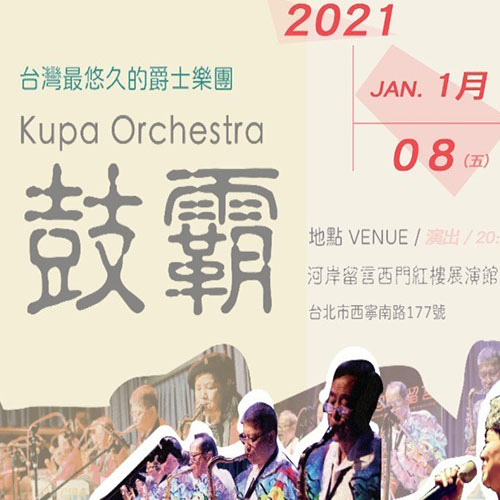 2021
台灣最悠久的爵士樂團
JAN. 1月
Kupa Orchestra
08(五)
鼓霸
地點 VENUE / 演出 / 20:
河岸留言西門紅樓展演館
台北市西寧南路177號